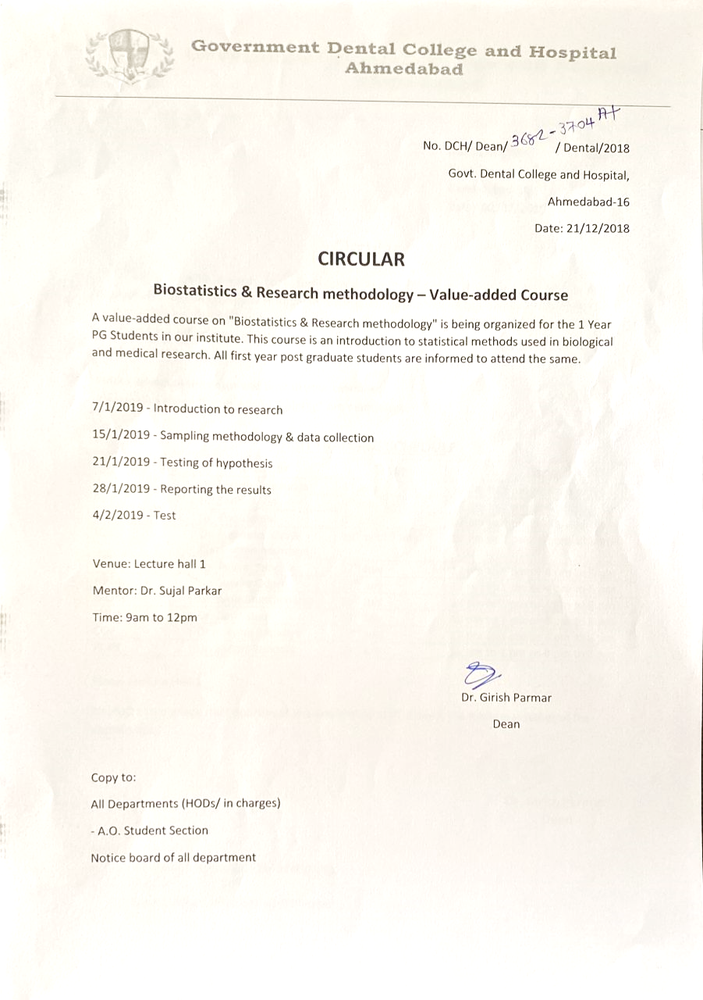 Government Dental College and Hospital
Ahmedabad
No. DCH/ Dean/ 3682-3704 / Dental/2018
Govt. Dental College and Hospital,
Ahmedabad-16
Date: 21/12/2018
CIRCULAR
Biostatistics & Research methodology – Value-added Course
A value-added course on "Biostatistics & Research methodology" is being organized for the 1 Year
PG Students in our institute. This course is an introduction to statistical methods used in biological
and medical research. All first year post graduate students are informed to attend the same.
7/1/2019 - Introduction to research
15/1/2019 - Sampling methodology & data collection
21/1/2019 - Testing of hypothesis
28/1/2019 - Reporting the results
4/2/2019 - Test
Venue: Lecture hall 1
Mentor: Dr. Sujal Parkar
Time: 9am to 12pm
Dr. Girish Parmar
Dean
Copy to:
All Departments (HODs/ in charges)
- A.O. Student Section
Notice board of all department